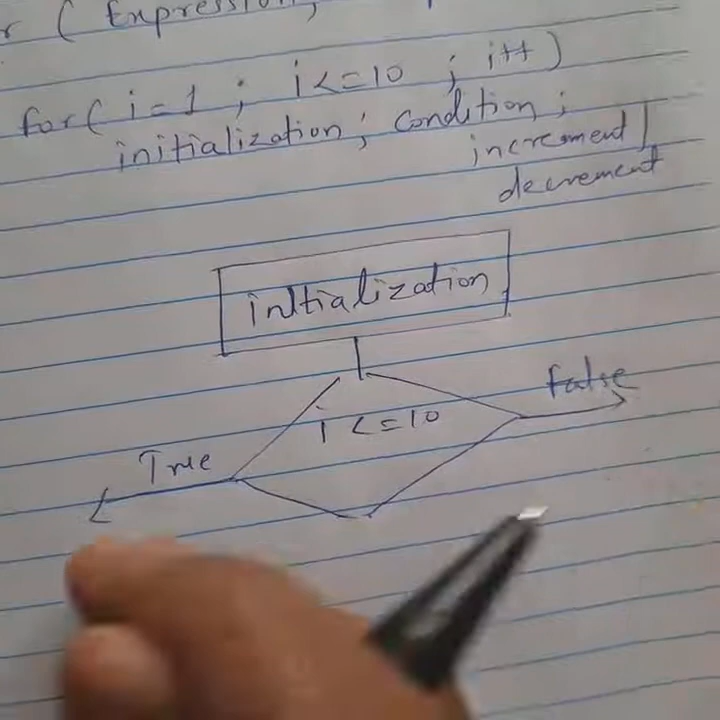 ( Expression,
for( i=1 ; i<=10 ; i++ )
initialization; condition;
increment/
decrement
initialization
i <=10
false
True